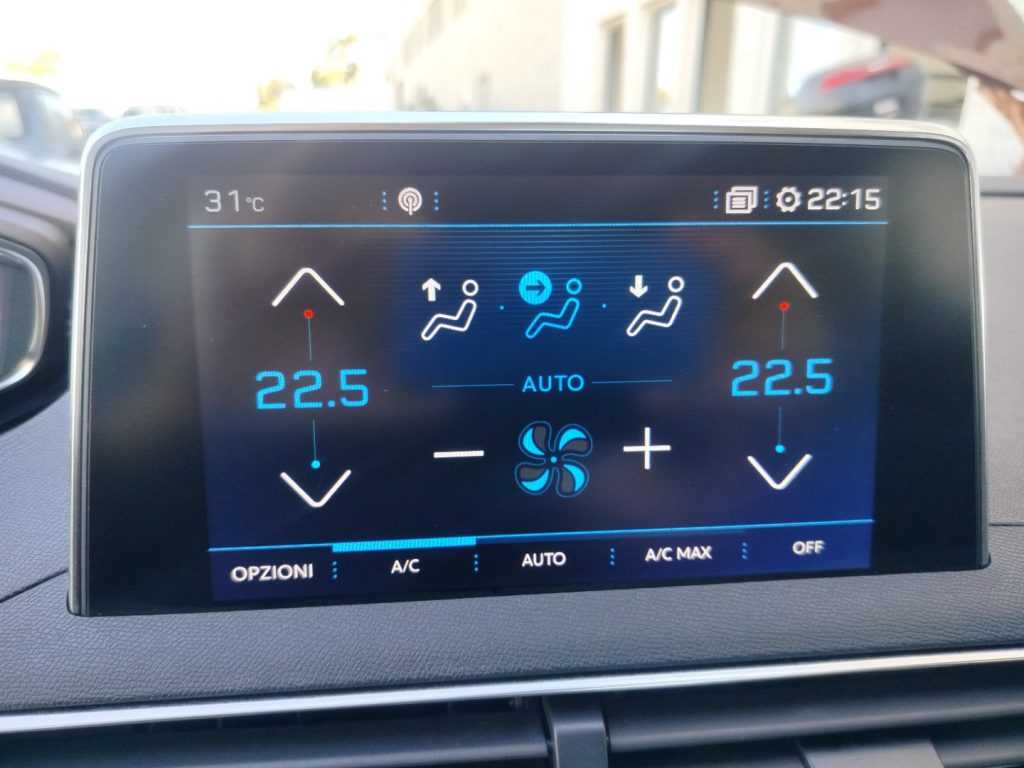 31°C
22:15
22.5
22.5
AUTO
OPZIONI A/C AUTO A/C MAX OFF